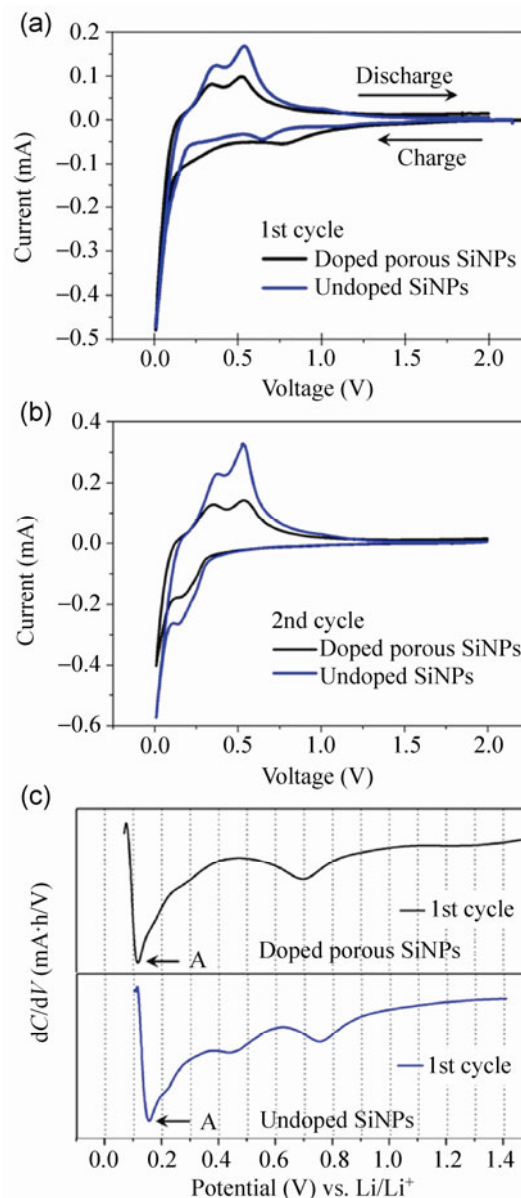 (a)
0.2
0.1
0.0
−0.1
−0.2
−0.3
−0.4
−0.5
Current (mA)
Discharge
Charge
1st cycle
Doped porous SiNPs
Undoped SiNPs
0.0 0.5 1.0 1.5 2.0
Voltage (V)
(b)
0.4
0.2
0.0
−0.2
−0.4
−0.6
Current (mA)
2nd cycle
Doped porous SiNPs
Undoped SiNPs
0.0 0.5 1.0 1.5 2.0
Voltage (V)
(c)
dC/dV (mA·h/V)
1st cycle
A
Doped porous SiNPs
1st cycle
A
Undoped SiNPs
0.0 0.2 0.4 0.6 0.8 1.0 1.2 1.4
Potential (V) vs. Li/Li⁺